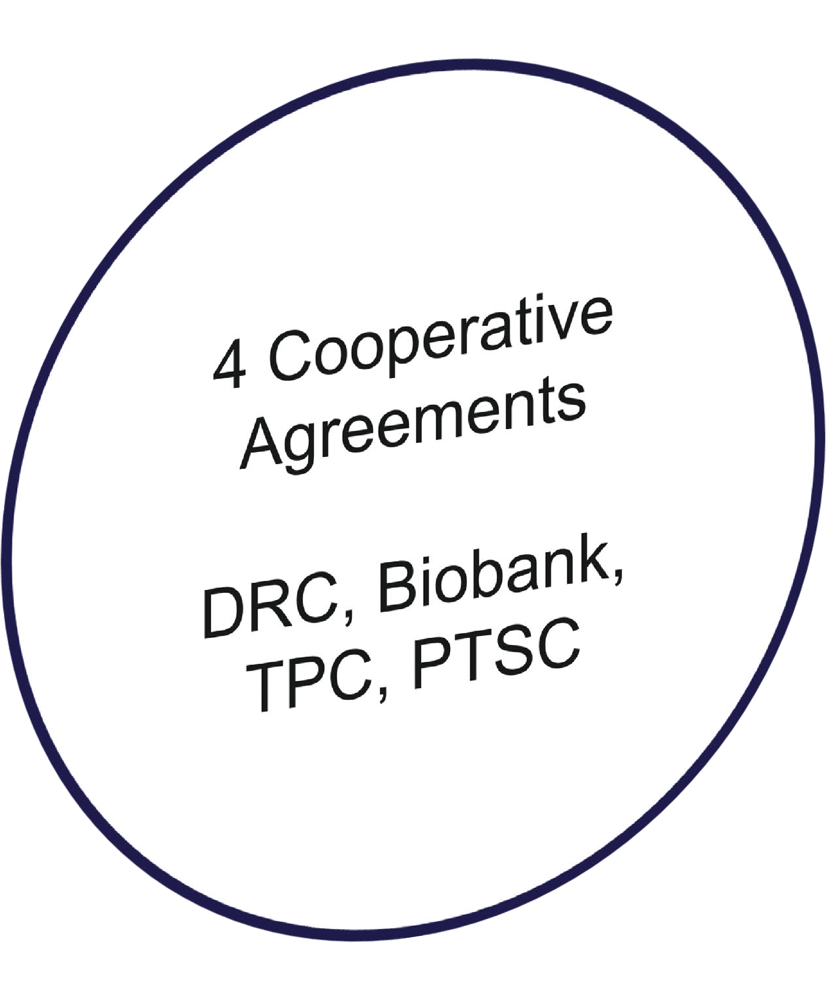 4 Cooperative
Agreements
DRC, Biobank,
TPC, PTSC